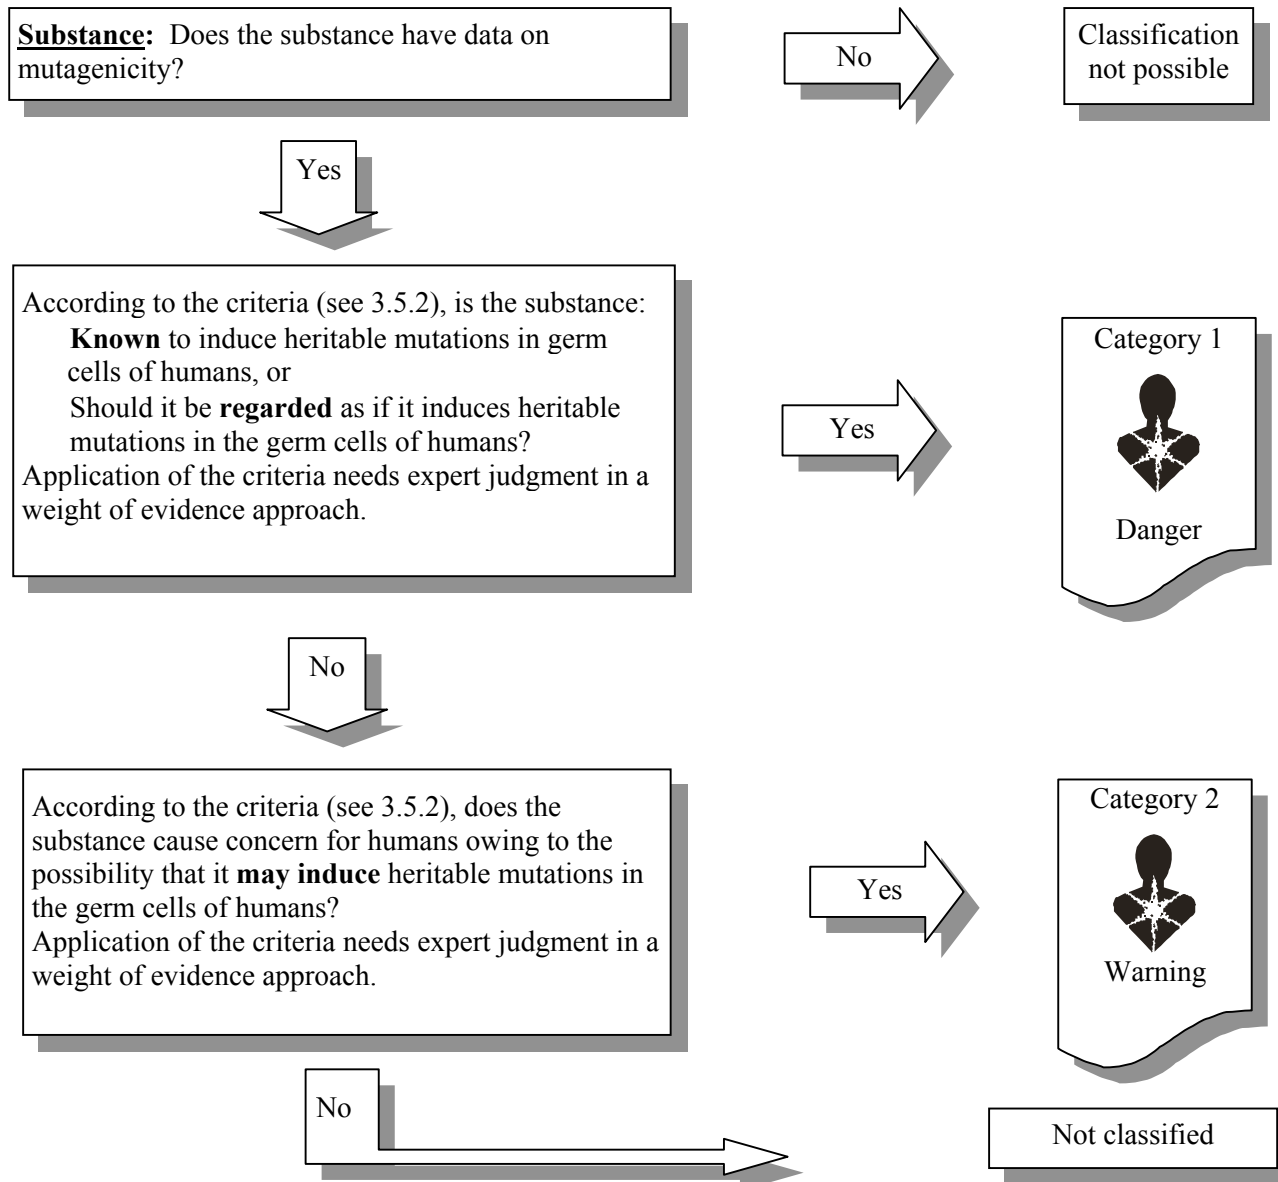 Substance: Does the substance have data on
mutagenicity?
No
Classification
not possible
Yes
According to the criteria (see 3.5.2), is the substance:
Known to induce heritable mutations in germ
cells of humans, or
Should it be regarded as if it induces heritable
mutations in the germ cells of humans?
Application of the criteria needs expert judgment in a
weight of evidence approach.
Yes
Category 1
Danger
No
According to the criteria (see 3.5.2), does the
substance cause concern for humans owing to the
possibility that it may induce heritable mutations in
the germ cells of humans?
Application of the criteria needs expert judgment in a
weight of evidence approach.
Yes
Category 2
Warning
No
Not classified